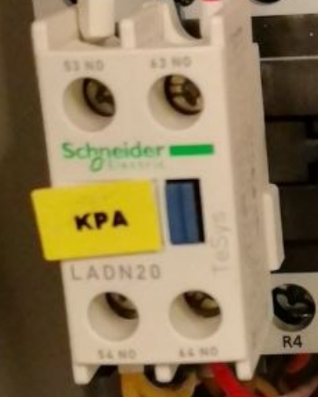 53 NO 63 NO
Schneider
Electric
KPA
TeSys
LADN20
54 NO 64 NO
R4